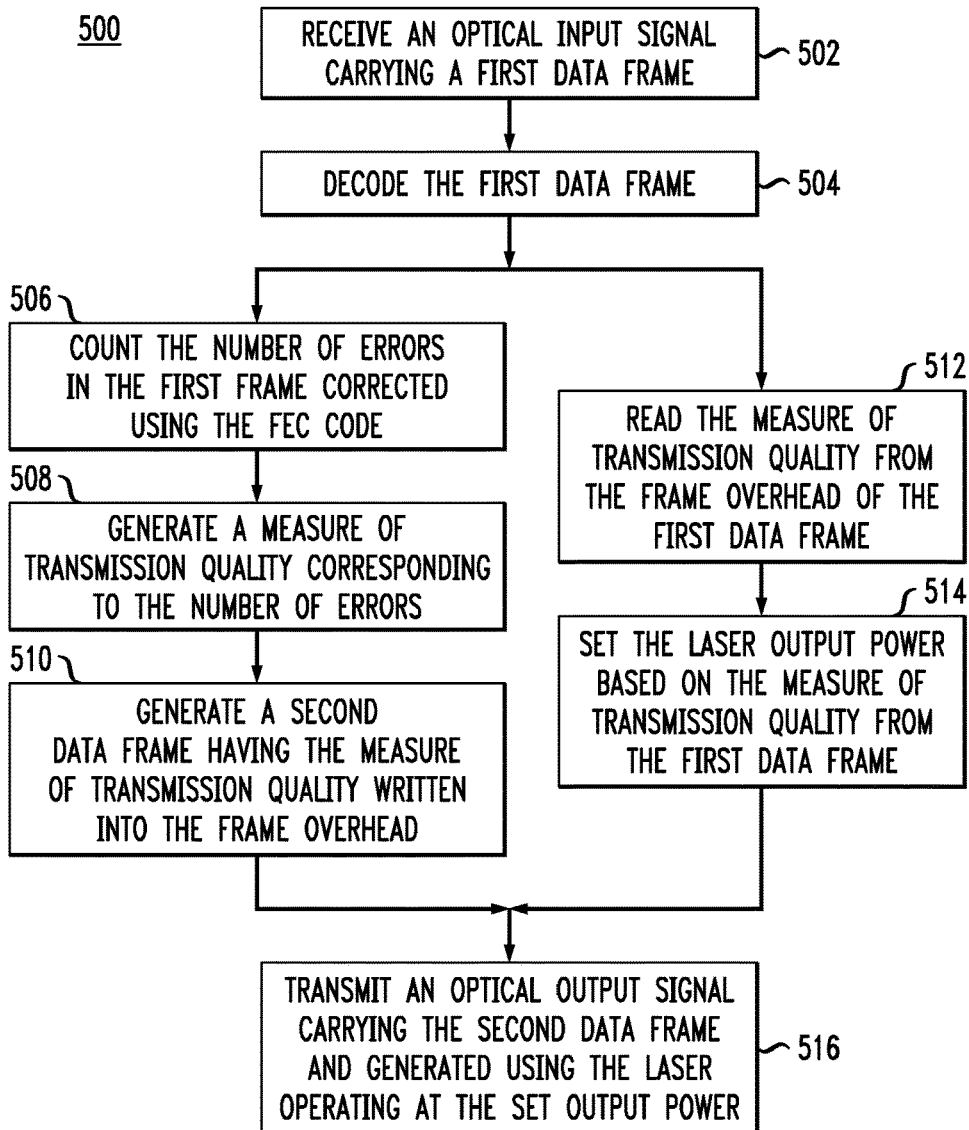 500
RECEIVE AN OPTICAL INPUT SIGNAL
CARRYING A FIRST DATA FRAME
502
DECODE THE FIRST DATA FRAME
504
506
COUNT THE NUMBER OF ERRORS
IN THE FIRST FRAME CORRECTED
USING THE FEC CODE
508
GENERATE A MEASURE OF
TRANSMISSION QUALITY CORRESPONDING
TO THE NUMBER OF ERRORS
510
GENERATE A SECOND
DATA FRAME HAVING THE MEASURE
OF TRANSMISSION QUALITY WRITTEN
INTO THE FRAME OVERHEAD
512
READ THE MEASURE OF
TRANSMISSION QUALITY FROM
THE FRAME OVERHEAD OF THE
FIRST DATA FRAME
514
SET THE LASER OUTPUT POWER
BASED ON THE MEASURE OF
TRANSMISSION QUALITY FROM
THE FIRST DATA FRAME
TRANSMIT AN OPTICAL OUTPUT SIGNAL
CARRYING THE SECOND DATA FRAME
AND GENERATED USING THE LASER
OPERATING AT THE SET OUTPUT POWER
516